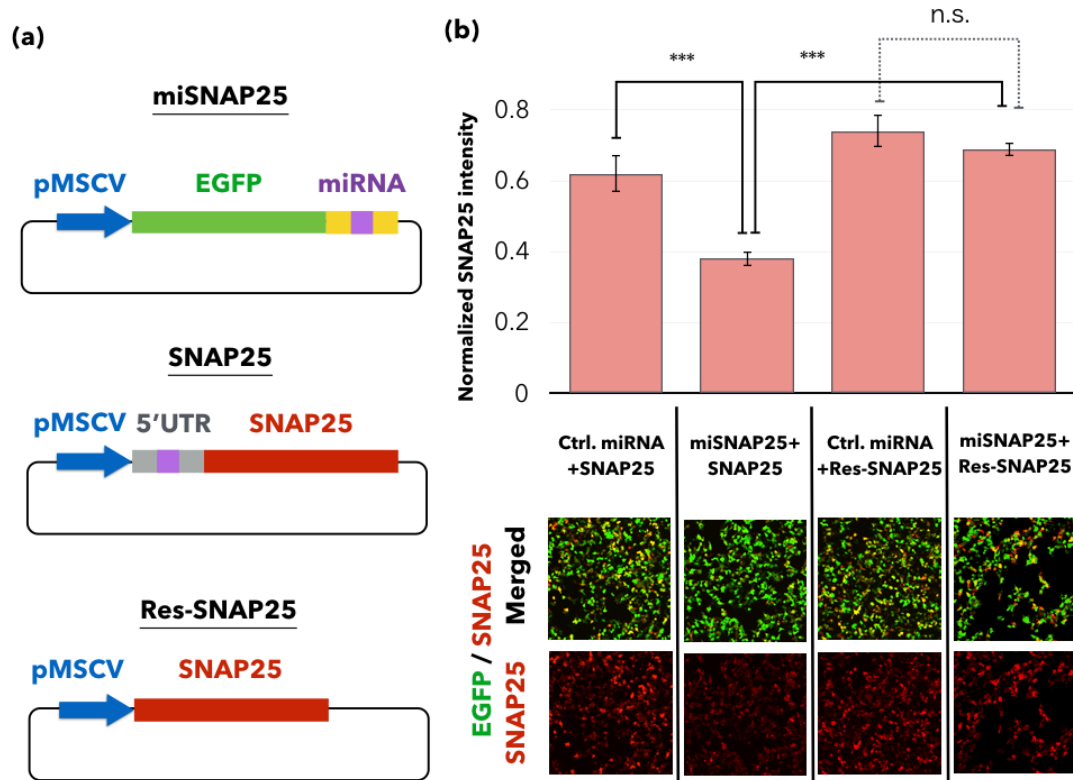 (a)
miSNAP25
pMSCV EGFP miRNA
SNAP25
pMSCV 5'UTR SNAP25
Res-SNAP25
pMSCV SNAP25
(b)
n.s.
*** ***
Normalized SNAP25 intensity
0.8
0.6
0.4
0.2
0
Ctrl. miRNA
+SNAP25
miSNAP25+
SNAP25
Ctrl. miRNA
+Res-SNAP25
miSNAP25+
Res-SNAP25
EGFP / SNAP25
Merged
SNAP25